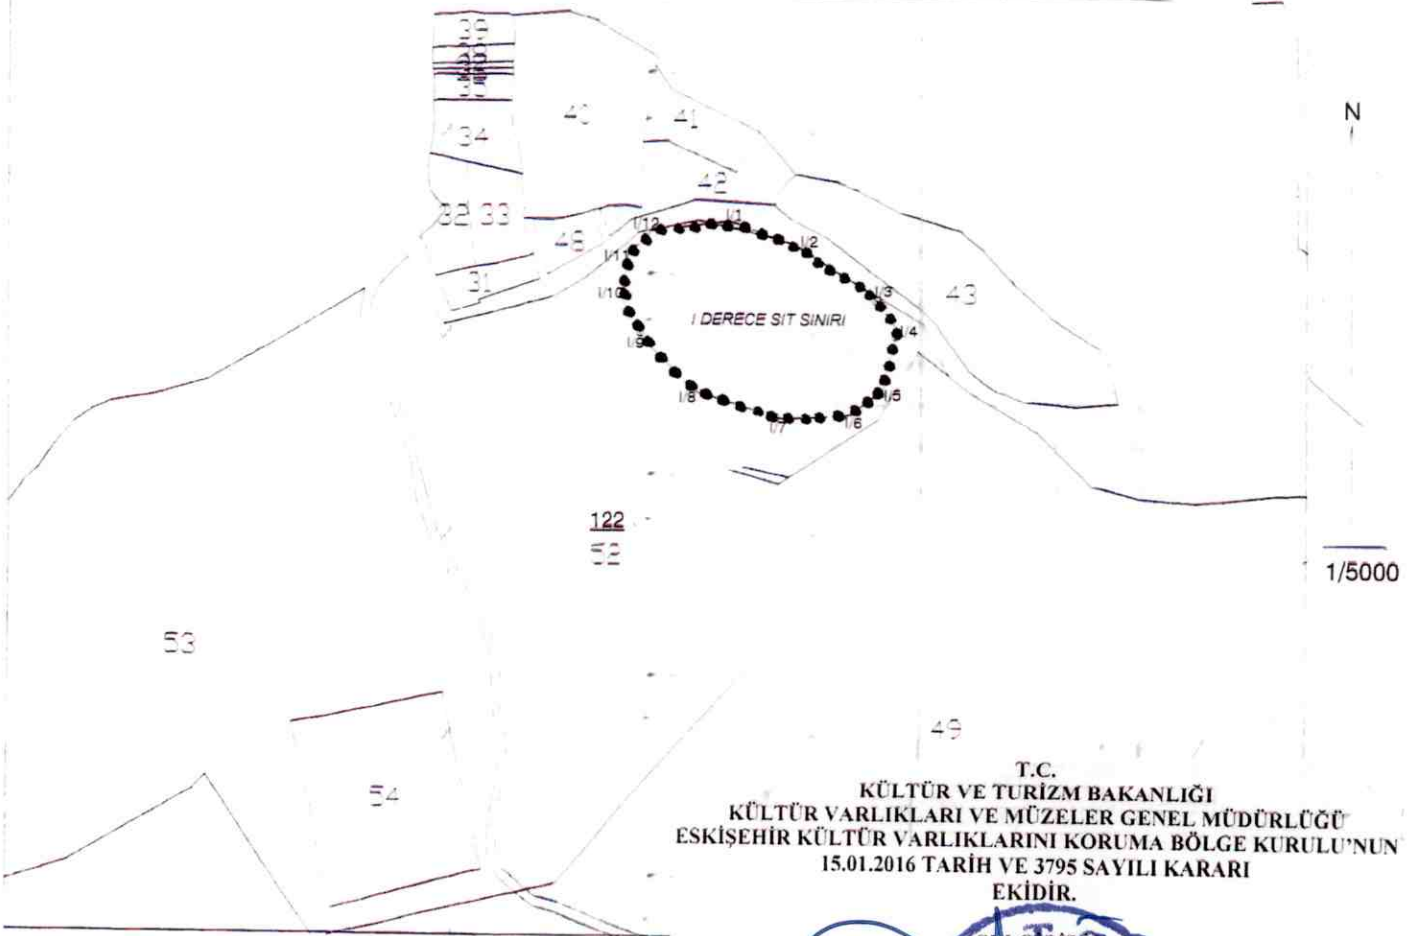 39
35
134
40
41
N
42
32 33
I/1
I/12
48
I/2
I/11
31
I/10
I/3
43
I DERECE SIT SINIRI
I/4
I/9
I/8
I/5
I/7
I/6
122
52
1/5000
53
49
54
T.C.
KÜLTÜR VE TURİZM BAKANLIĞI
KÜLTÜR VARLIKLARI VE MÜZELER GENEL MÜDÜRLÜĞÜ
ESKİŞEHİR KÜLTÜR VARLIKLARINI KORUMA BÖLGE KURULU'NUN
15.01.2016 TARİH VE 3795 SAYILI KARARI
EKİDİR.